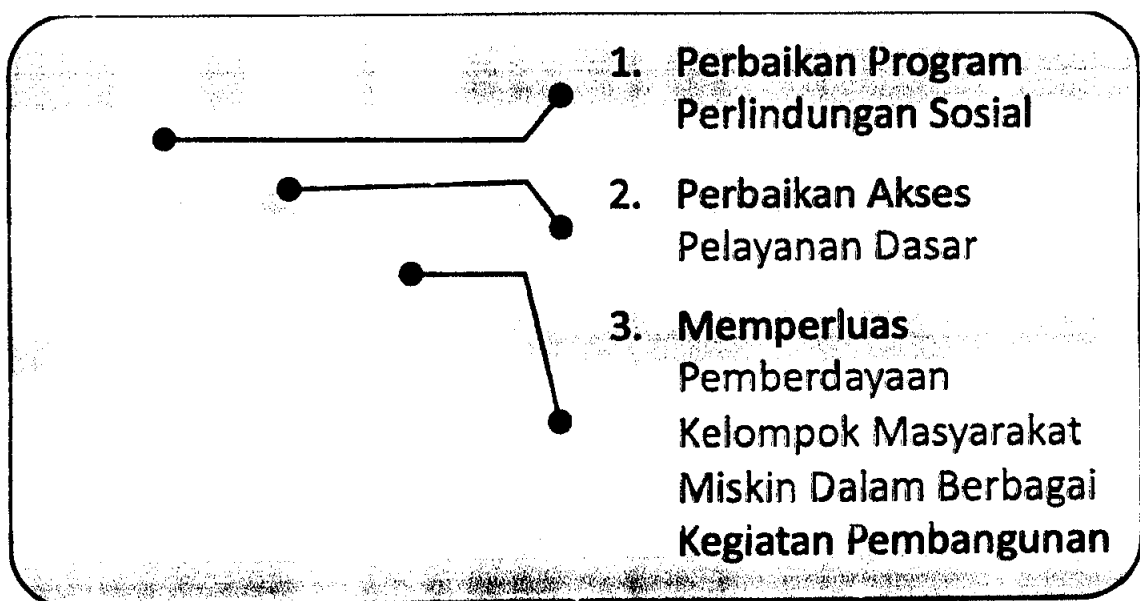 1. Perbaikan Program
Perlindungan Sosial
2. Perbaikan Akses
Pelayanan Dasar
3. Memperluas
Pemberdayaan
Kelompok Masyarakat
Miskin Dalam Berbagai
Kegiatan Pembangunan